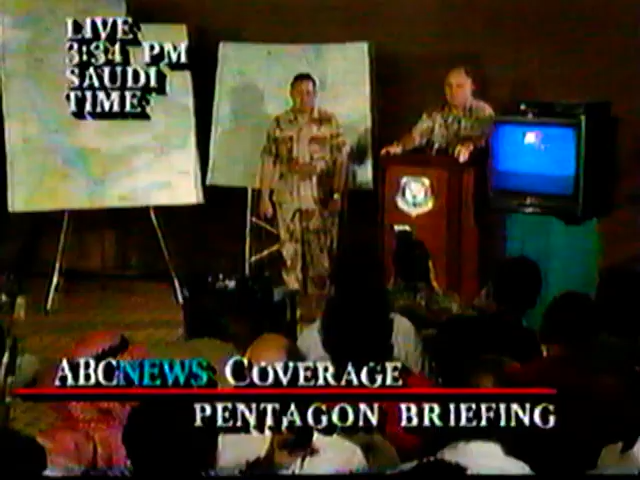 LIVE
3:34 PM
SAUDI
TIME
ABCNEWS COVERAGE
PENTAGON BRIEFING